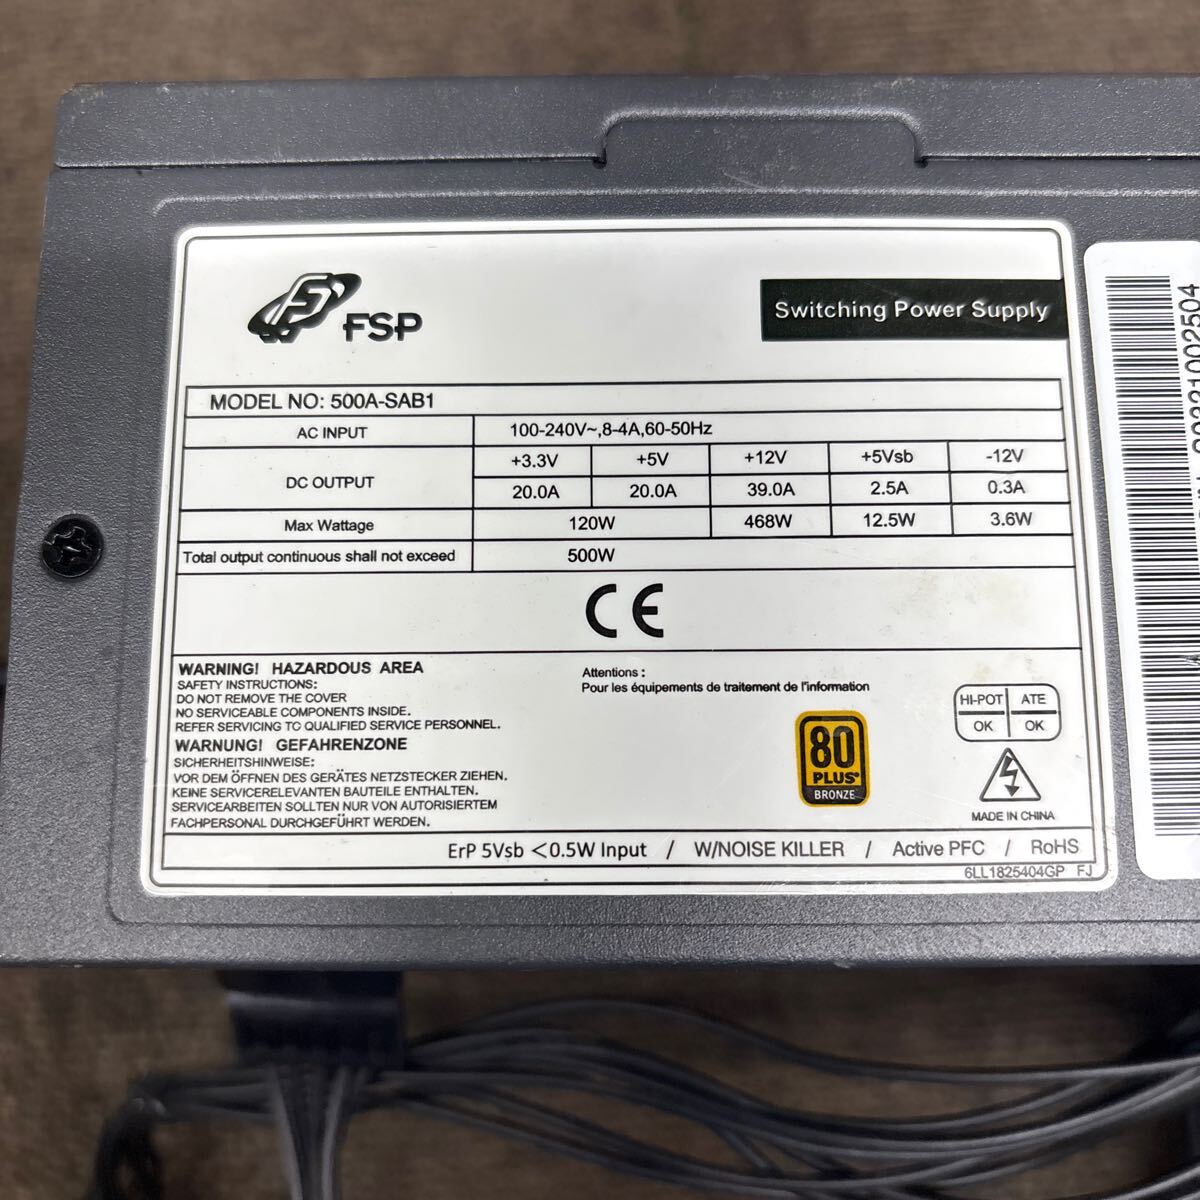 FSP
Switching Power Supply
MODEL NO: 500A-SAB1
AC INPUT 100-240V~,8-4A,60-50Hz
DC OUTPUT +3.3V +5V +12V +5Vsb -12V
20.0A 20.0A 39.0A 2.5A 0.3A
Max Wattage 120W 468W 12.5W 3.6W
Total output continuous shall not exceed 500W
CE
WARNING! HAZARDOUS AREA
SAFETY INSTRUCTIONS:
DO NOT REMOVE THE COVER
NO SERVICEABLE COMPONENTS INSIDE.
REFER SERVICING TO QUALIFIED SERVICE PERSONNEL.
WARNUNG! GEFAHRENZONE
SICHERHEITSHINWEISE:
VOR DEM ÖFFNEN DES GERÄTES NETZSTECKER ZIEHEN.
KEINE SERVICERELEVANTEN BAUTEILE ENTHALTEN.
SERVICEARBEITEN SOLLTEN NUR VON AUTORISIERTEM
FACHPERSONAL DURCHGEFÜHRT WERDEN.
Attentions :
Pour les équipements de traitement de l'information
80
PLUS
BRONZE
HI-POT ATE
OK OK
MADE IN CHINA
ErP 5Vsb <0.5W Input / W/NOISE KILLER / Active PFC / RoHS
6LL1825404GP FJ